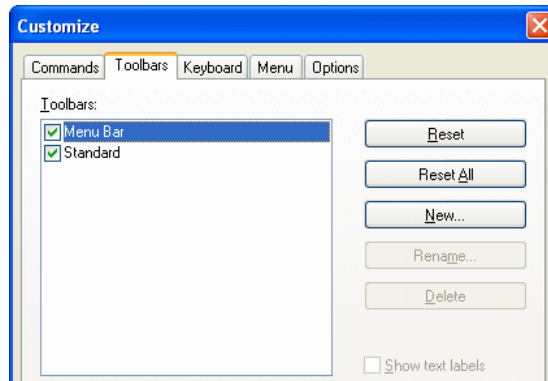 Customize
Commands Toolbars Keyboard Menu Options
Toolbars:
Menu Bar
Standard
Reset
Reset All
New...
Rename...
Delete
Show text labels